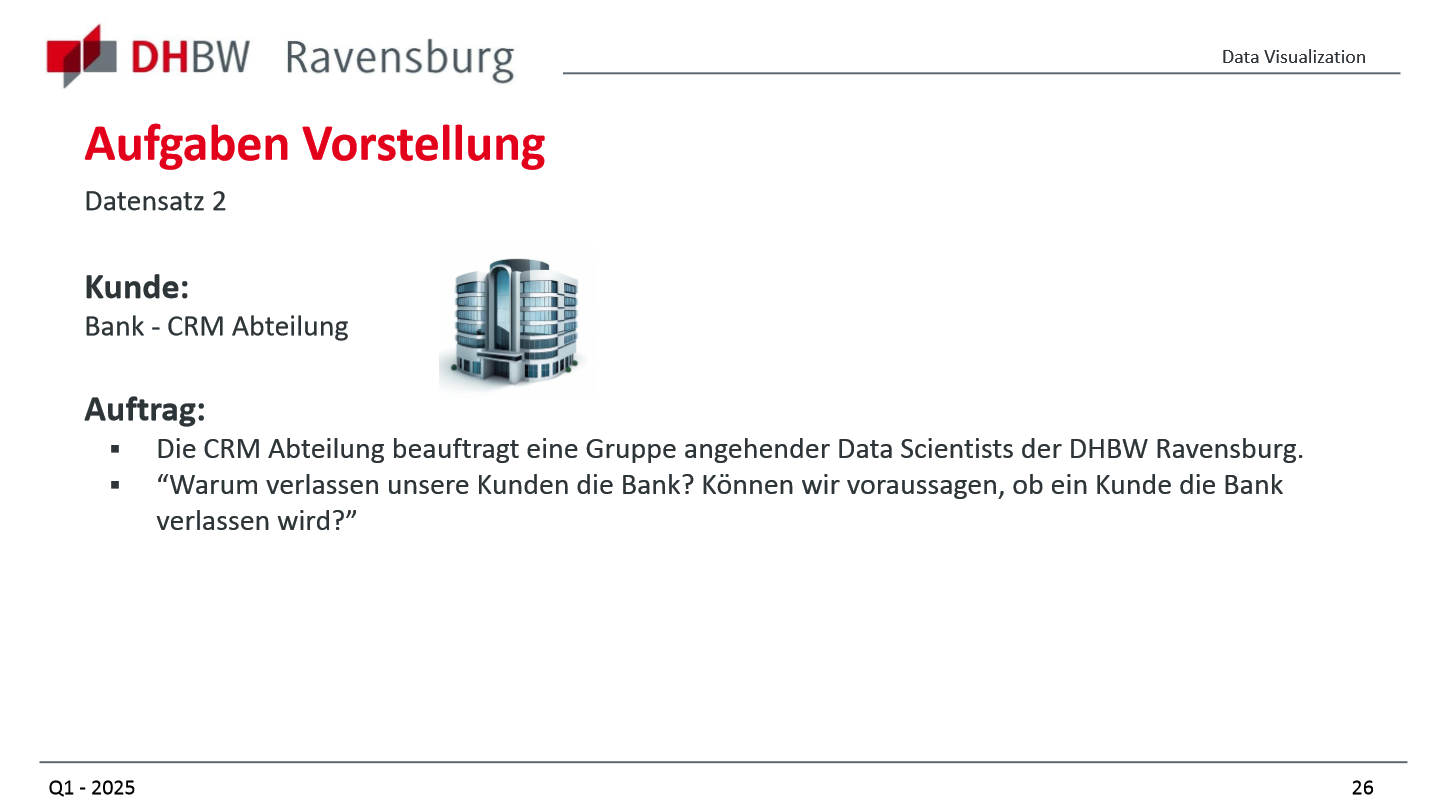 DHBW Ravensburg
Data Visualization
Aufgaben Vorstellung
Datensatz 2
Kunde:
Bank - CRM Abteilung
Auftrag:
▪ Die CRM Abteilung beauftragt eine Gruppe angehender Data Scientists der DHBW Ravensburg.
▪ “Warum verlassen unsere Kunden die Bank? Können wir voraussagen, ob ein Kunde die Bank
verlassen wird?”
Q1 - 2025
26